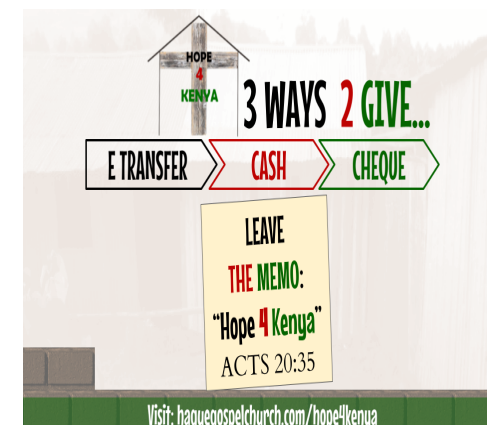 HOPE
4
KENYA
3 WAYS 2 GIVE...
E TRANSFER
CASH
CHEQUE
LEAVE
THE MEMO:
“Hope 4 Kenya”
ACTS 20:35
Visit: haguegospelchurch.com/hope4kenya